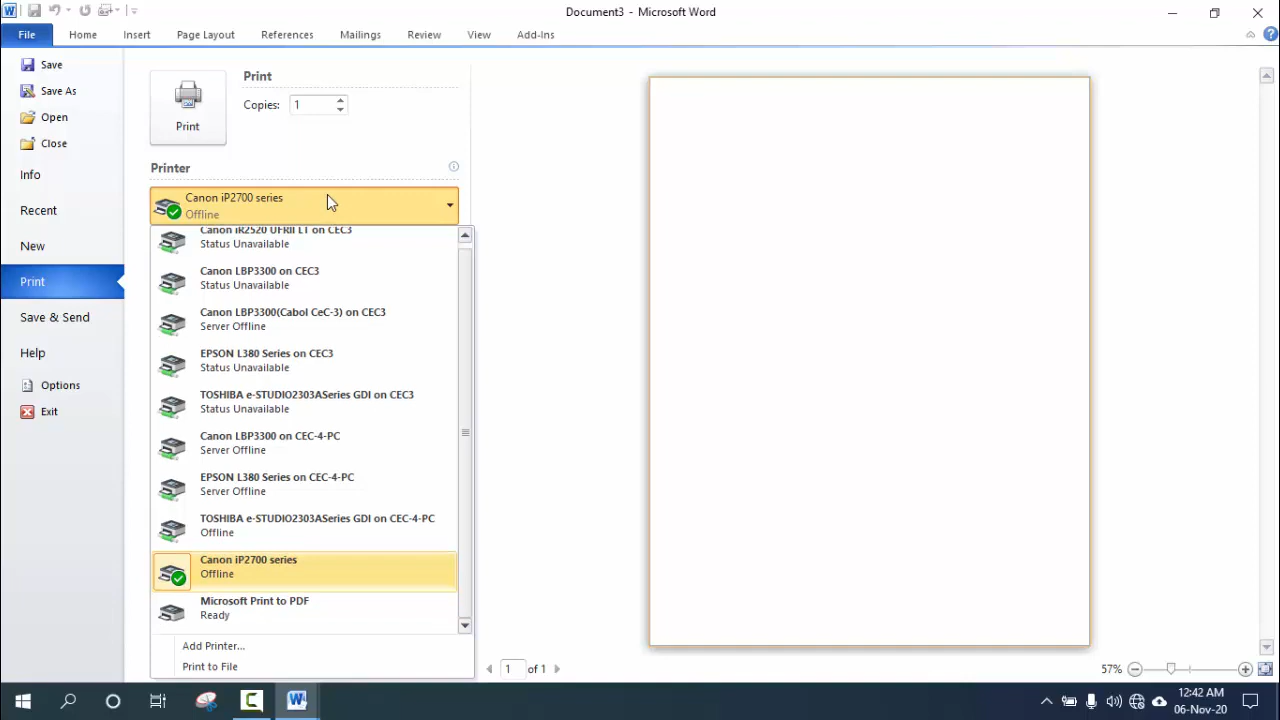 Document3 - Microsoft Word
File Home Insert Page Layout References Mailings Review View Add-Ins
Save
Save As
Open
Close
Info
Recent
New
Print
Save & Send
Help
Options
Exit
Print
Print
Copies: 1
Printer
Canon iP2700 series
Offline
Canon iR2520 UFRII LT on CEC3
Status Unavailable
Canon LBP3300 on CEC3
Status Unavailable
Canon LBP3300(Cabol CeC-3) on CEC3
Server Offline
EPSON L380 Series on CEC3
Status Unavailable
TOSHIBA e-STUDIO2303ASeries GDI on CEC3
Status Unavailable
Canon LBP3300 on CEC-4-PC
Server Offline
EPSON L380 Series on CEC-4-PC
Server Offline
TOSHIBA e-STUDIO2303ASeries GDI on CEC-4-PC
Offline
Canon iP2700 series
Offline
Microsoft Print to PDF
Ready
Add Printer...
Print to File
1 of 1
57%
12:42 AM
06-Nov-20